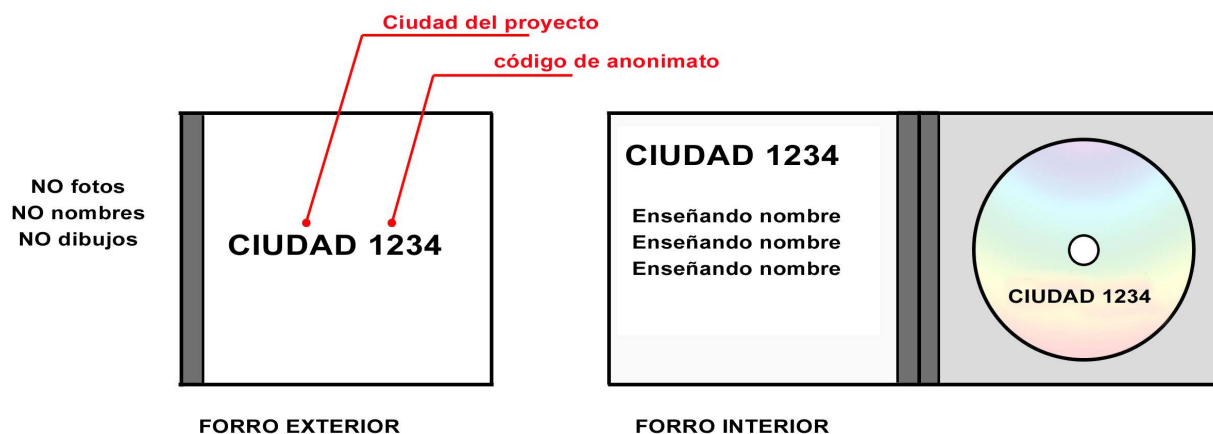 Ciudad del proyecto
código de anonimato
NO fotos
NO nombres
NO dibujos
CIUDAD 1234
FORRO EXTERIOR
CIUDAD 1234
Enseñando nombre
Enseñando nombre
Enseñando nombre
CIUDAD 1234
FORRO INTERIOR